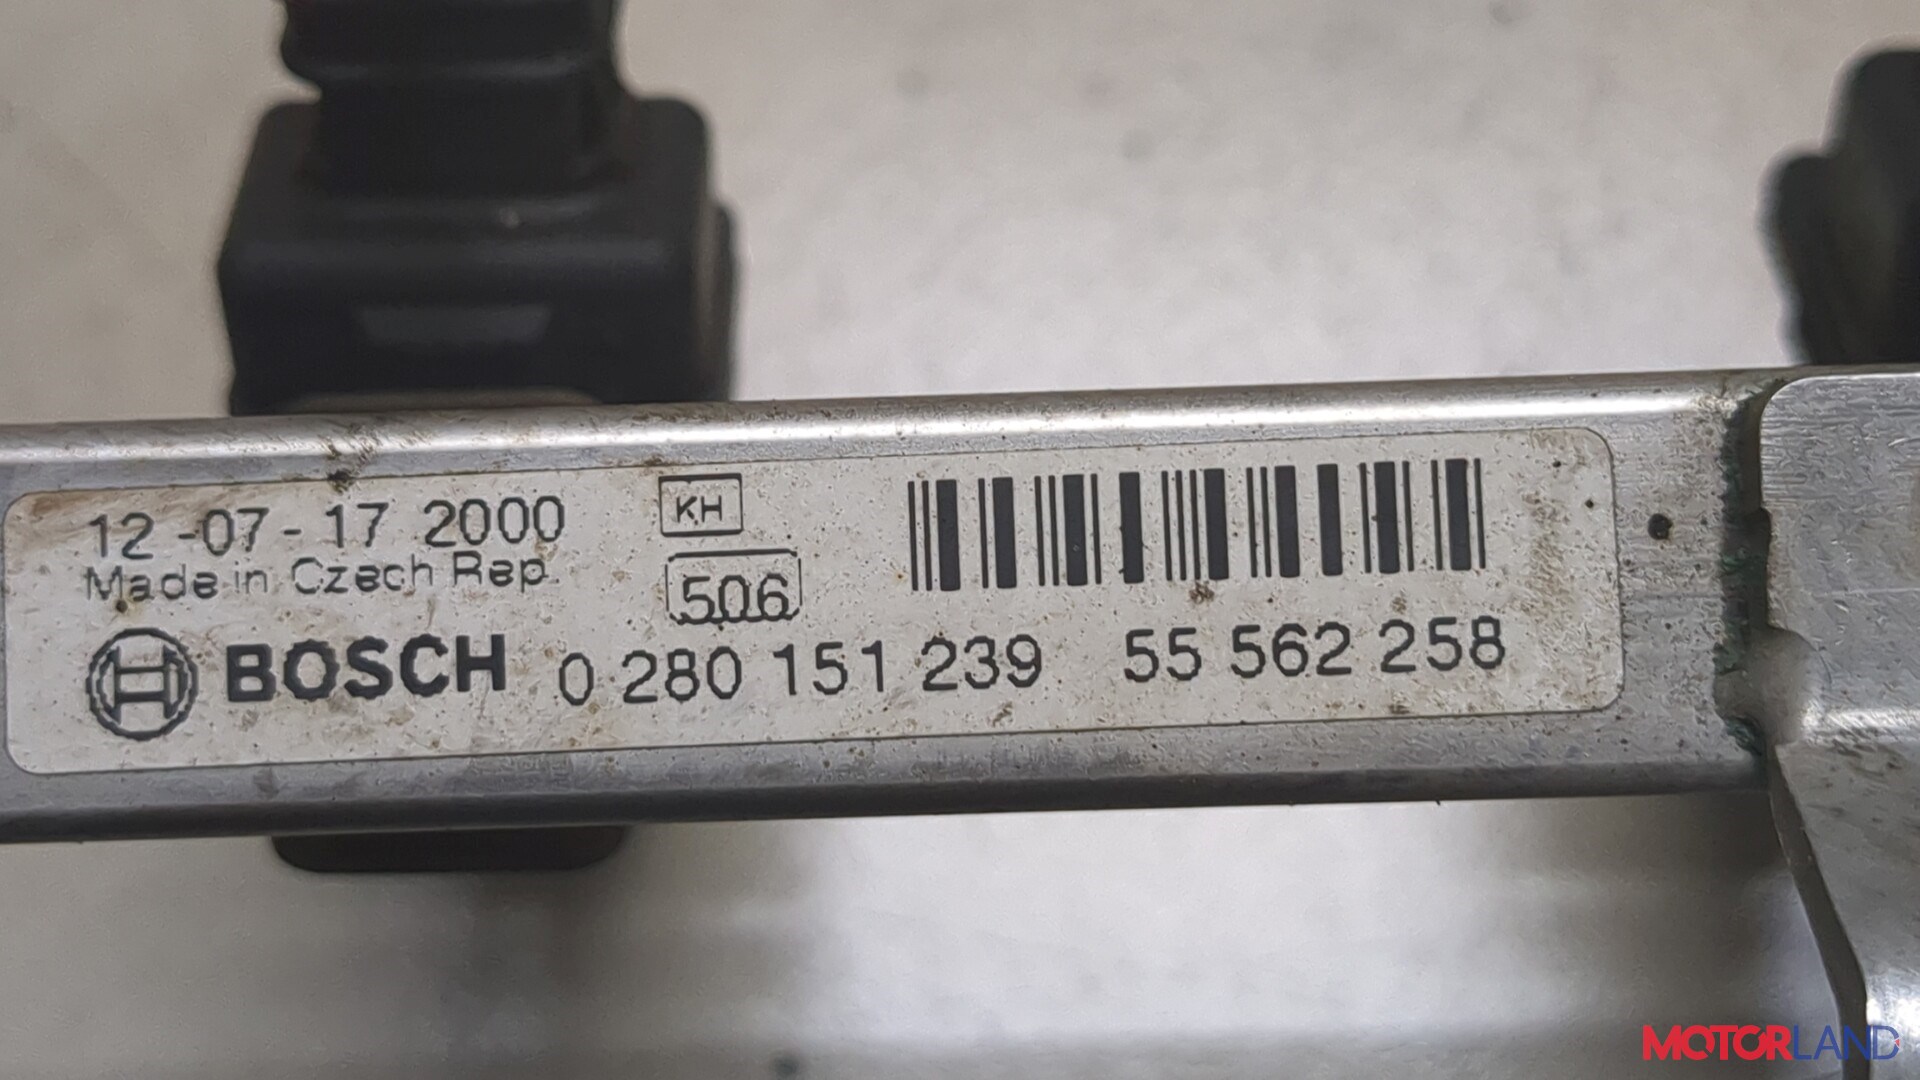 12 -07 - 17 2000
KH
Made in Czech Rep.
506
BOSCH 0 280 151 239 55 562 258
MOTORLAND